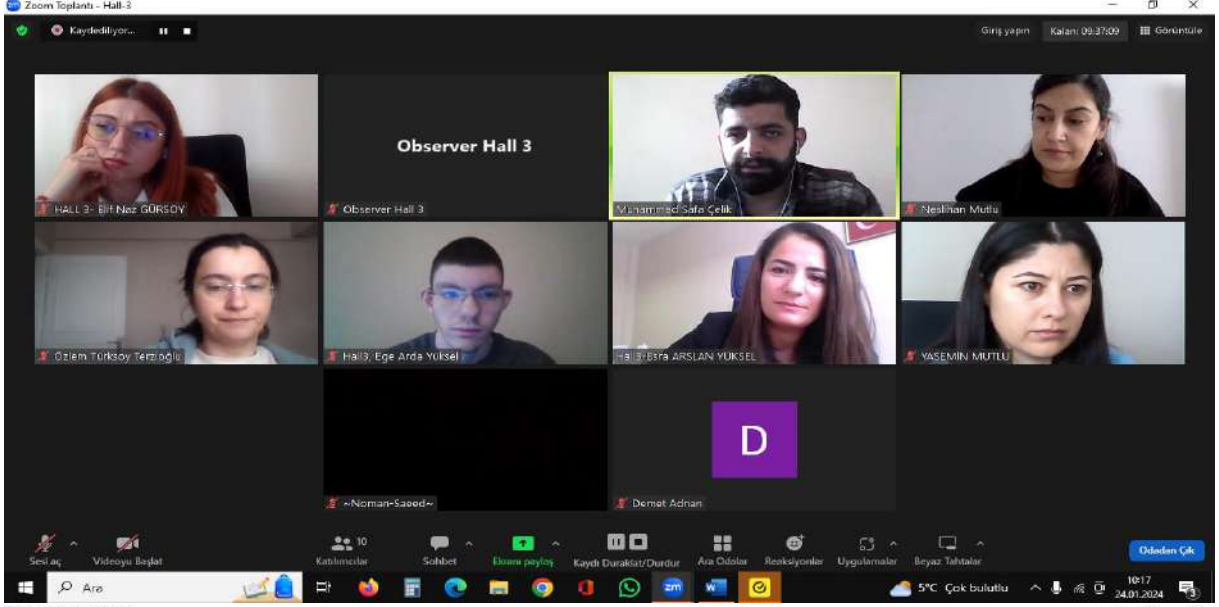 Zoom Toplantı - Hall-3
Kaydediliyor...
Giriş yapın
Kalan: 09:37:09
Görüntüle
HALL 3- Elif Naz GÜRSOY
Observer Hall 3
Observer Hall 3
Muhammed Safa Çelik
Neslihan Mutlu
Özlem Türksoy Terzioğlu
Hall3, Ege Arda Yüksel
Hall3-Esra ARSLAN YÜKSEL
YASEMİN MUTLU
~Noman-Saeed~
D
Demet Adnan
Sesi aç
Videoyu Başlat
10
Katılımcılar
Sohbet
Ekranı paylaş
Kaydı Duraklat/Durdur
Ara Odalar
Reaksiyonlar
Uygulamalar
Beyaz Tahtalar
Odadan Çık
Ara
zm
W
5°C Çok bulutlu
10:17
24.01.2024